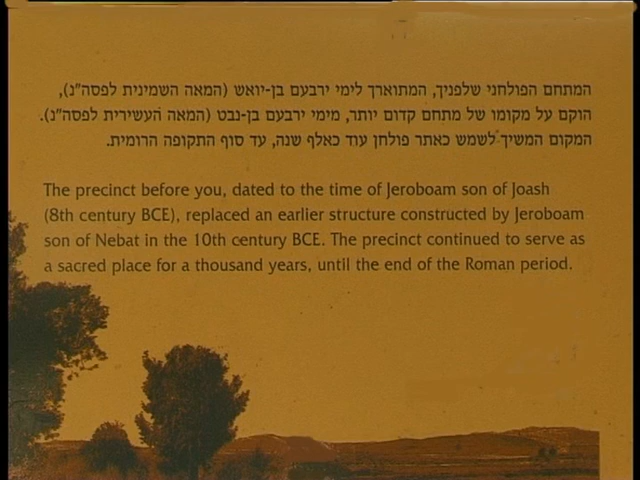 המתחם הפולחני שלפניך, המתוארך לימי ירבעם בן-יואש (המאה השמינית לפסה"נ),
הוקם על מקומו של מתחם קדום יותר, מימי ירבעם בן-נבט (המאה העשירית לפסה"נ).
המקום המשיך לשמש כאתר פולחן עוד כאלף שנה, עד סוף התקופה הרומית.
The precinct before you, dated to the time of Jeroboam son of Joash
(8th century BCE), replaced an earlier structure constructed by Jeroboam
son of Nebat in the 10th century BCE. The precinct continued to serve as
a sacred place for a thousand years, until the end of the Roman period.